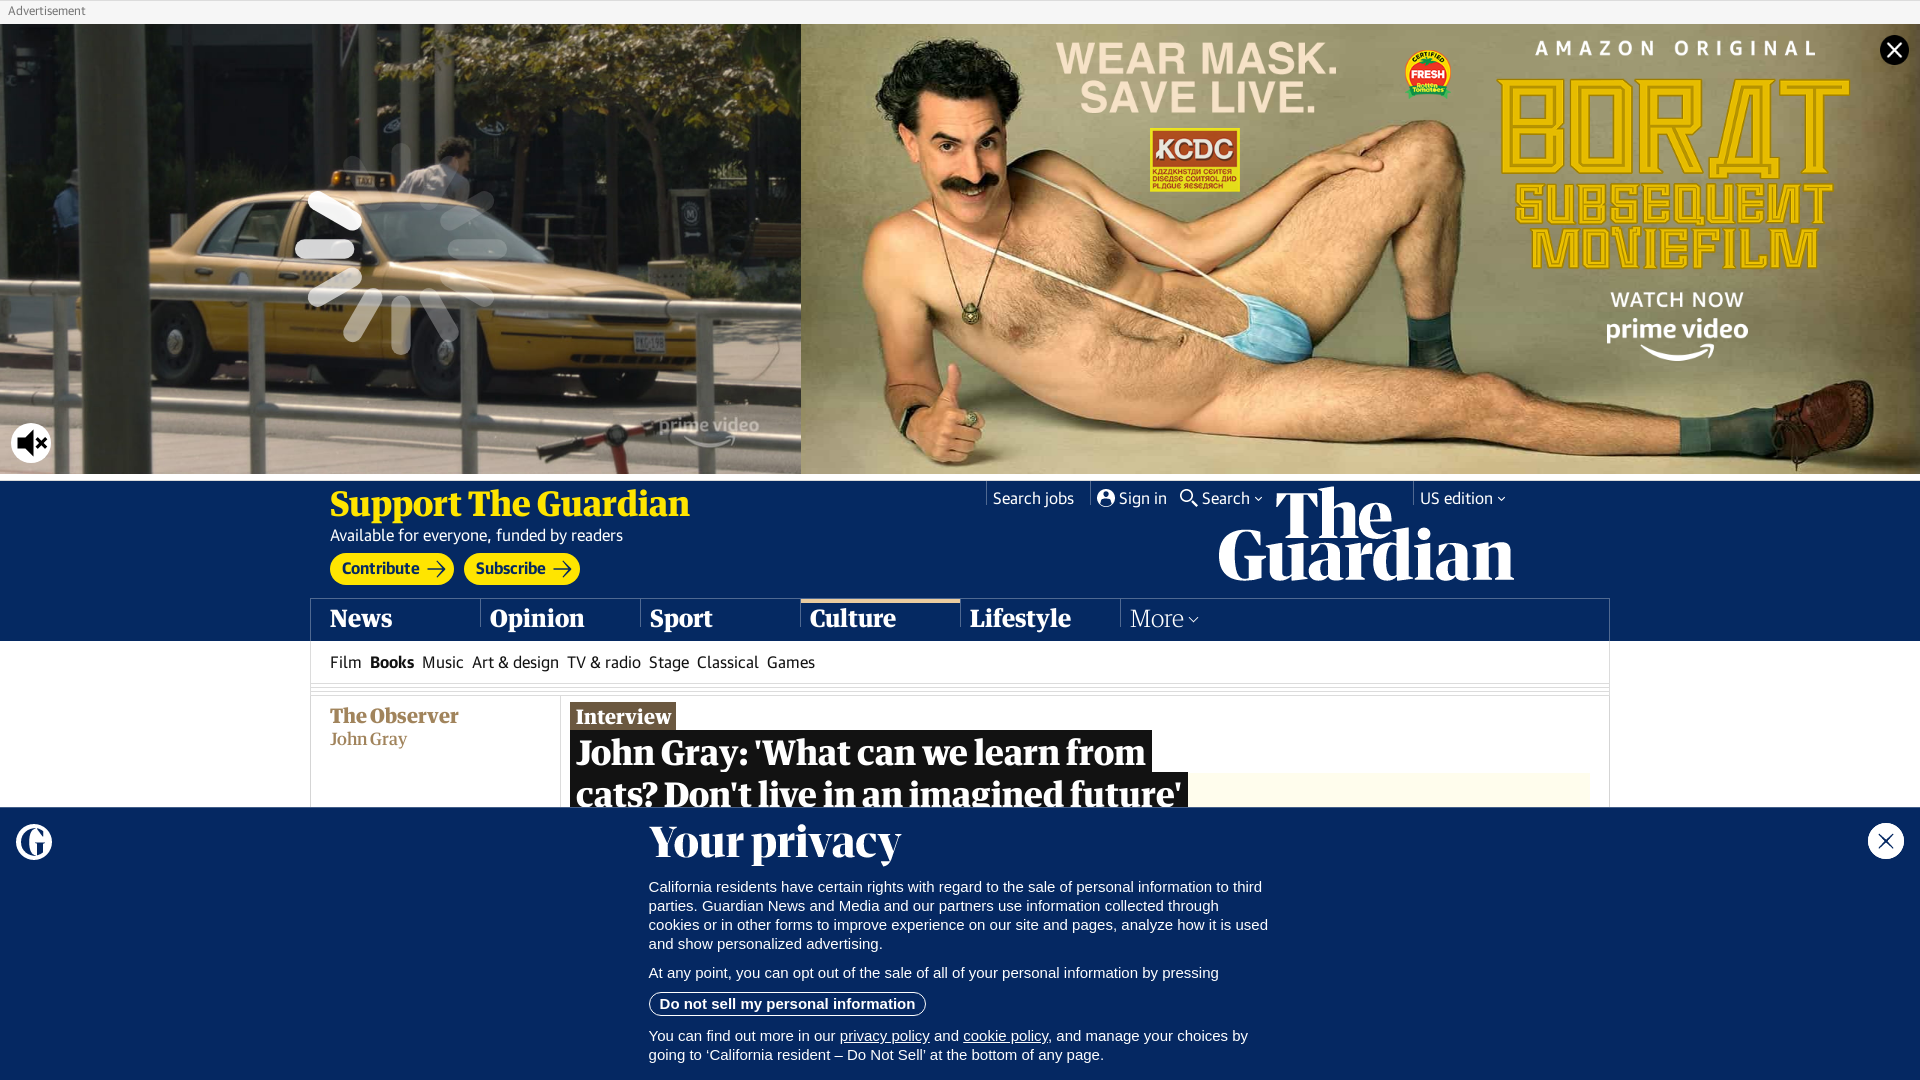 Advertisement
TAXI
prime video
WEAR MASK.
SAVE LIVE.
KCDC
KAZAKHSTAN CENTER
DISEASE CONTROL AND
PLAGUE RESEARCH
CERTIFIED
FRESH
Rotten
Tomatoes
AMAZON ORIGINAL
BORAT
SUBSEQUENT
MOVIEFILM
WATCH NOW
prime video
Support The Guardian
Available for everyone, funded by readers
Contribute
Subscribe
Search jobs
Sign in
Search
US edition
The
Guardian
News
Opinion
Sport
Culture
Lifestyle
More
Film Books Music Art & design TV & radio Stage Classical Games
The Observer
John Gray
Interview
John Gray: 'What can we learn from
cats? Don't live in an imagined future'
G
Your privacy
California residents have certain rights with regard to the sale of personal information to third
parties. Guardian News and Media and our partners use information collected through
cookies or in other forms to improve experience on our site and pages, analyze how it is used
and show personalized advertising.
At any point, you can opt out of the sale of all of your personal information by pressing
Do not sell my personal information
You can find out more in our privacy policy and cookie policy, and manage your choices by
going to ‘California resident – Do Not Sell’ at the bottom of any page.